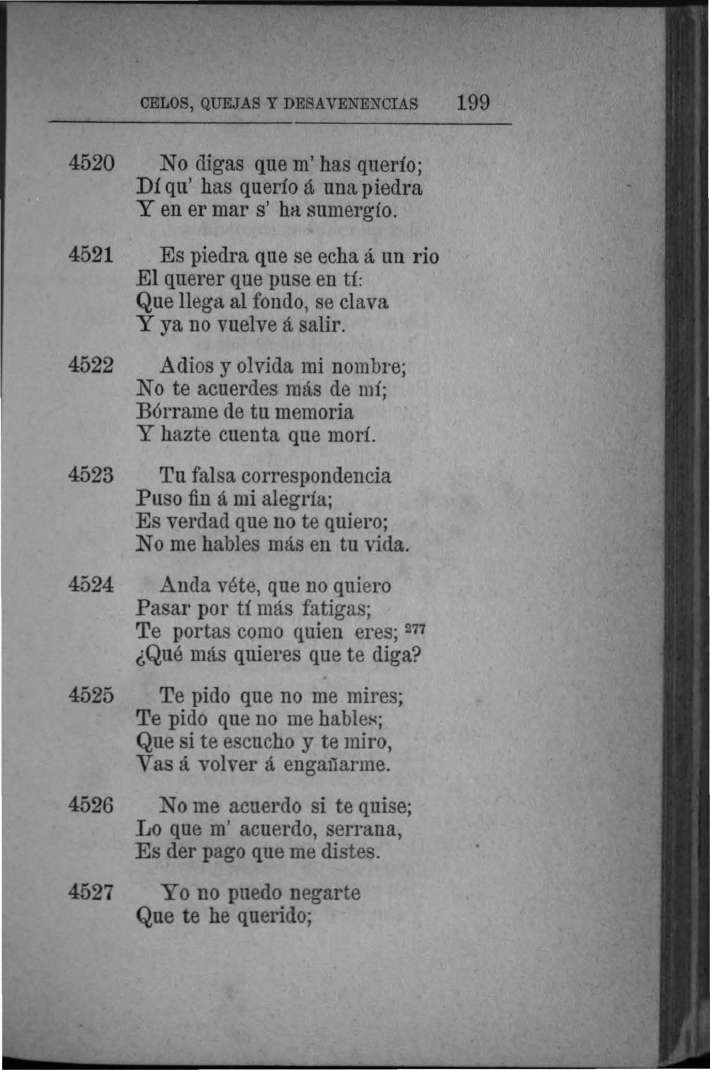 CELOS, QUEJAS Y DESAVENENCIAS 199
4520 No digas que m' has querío;
Dí qu' has querío á una piedra
Y en er mar s' ha sumergío.
4521 Es piedra que se echa á un rio
El querer que puse en tí:
Que llega al fondo, se clava
Y ya no vuelve á salir.
4522 Adios y olvida mi nombre;
No te acuerdes más de mí;
Bórrame de tu memoria
Y hazte cuenta que morí.
4523 Tu falsa correspondencia
Puso fin á mi alegría;
Es verdad que no te quiero;
No me hables más en tu vida.
4524 Anda véte, que no quiero
Pasar por tí más fatigas;
Te portas como quien eres; 277
¿Qué más quieres que te diga?
4525 Te pido que no me mires;
Te pido que no me hables;
Que si te escucho y te miro,
Vas á volver á engañarme.
4526 No me acuerdo si te quise;
Lo que m' acuerdo, serrana,
Es der pago que me distes.
4527 Yo no puedo negarte
Que te he querido;